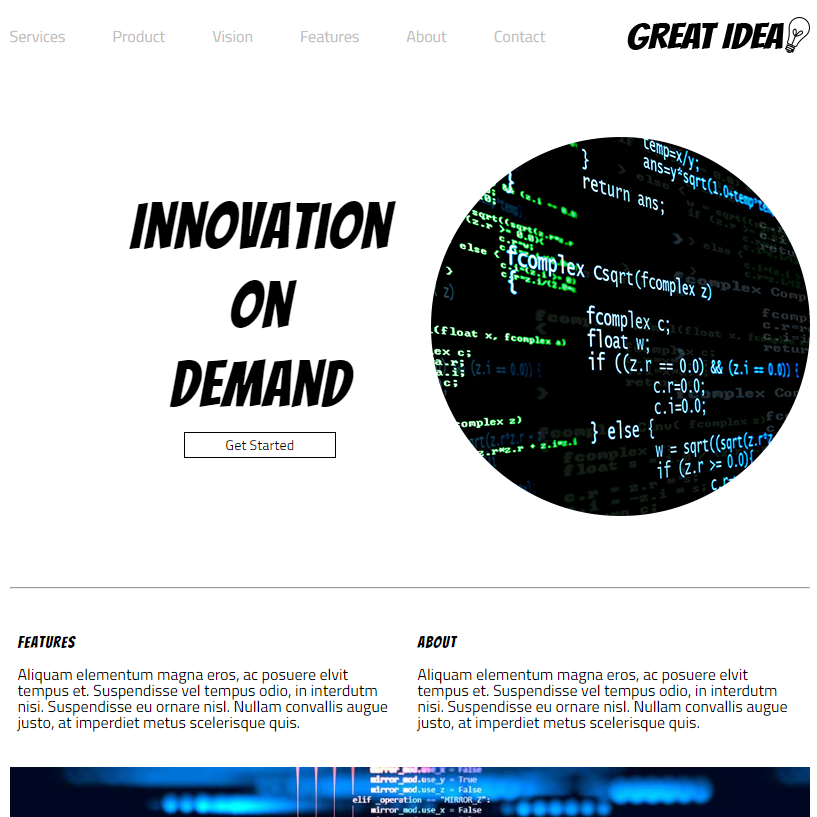 Services Product Vision Features About Contact GREAT IDEA
INNOVATION
ON
DEMAND
Get Started
temp=x/y;
}
ans=y*sqrt(1.0+temp*te
return ans;
}
else {
fcomplex Csqrt(fcomplex z)
{
fcomplex c;
float w;
(float x, fcomplex a)
if ((z.r == 0.0) && (z.i == 0.0)) {
c.r=0.0;
c.i=0.0;
omplex z)
} else {
w = sqrt((sqrt(z.r*z
if (z.r >= 0.0){
FEATURES
Aliquam elementum magna eros, ac posuere elvit
tempus et. Suspendisse vel tempus odio, in interdutm
nisi. Suspendisse eu ornare nisl. Nullam convallis augue
justo, at imperdiet metus scelerisque quis.
ABOUT
Aliquam elementum magna eros, ac posuere elvit
tempus et. Suspendisse vel tempus odio, in interdutm
nisi. Suspendisse eu ornare nisl. Nullam convallis augue
justo, at imperdiet metus scelerisque quis.
mirror_mod.use_x = False
mirror_mod.use_y = True
mirror_mod.use_z = False
elif _operation == "MIRROR_Z":
mirror_mod.use_x = False